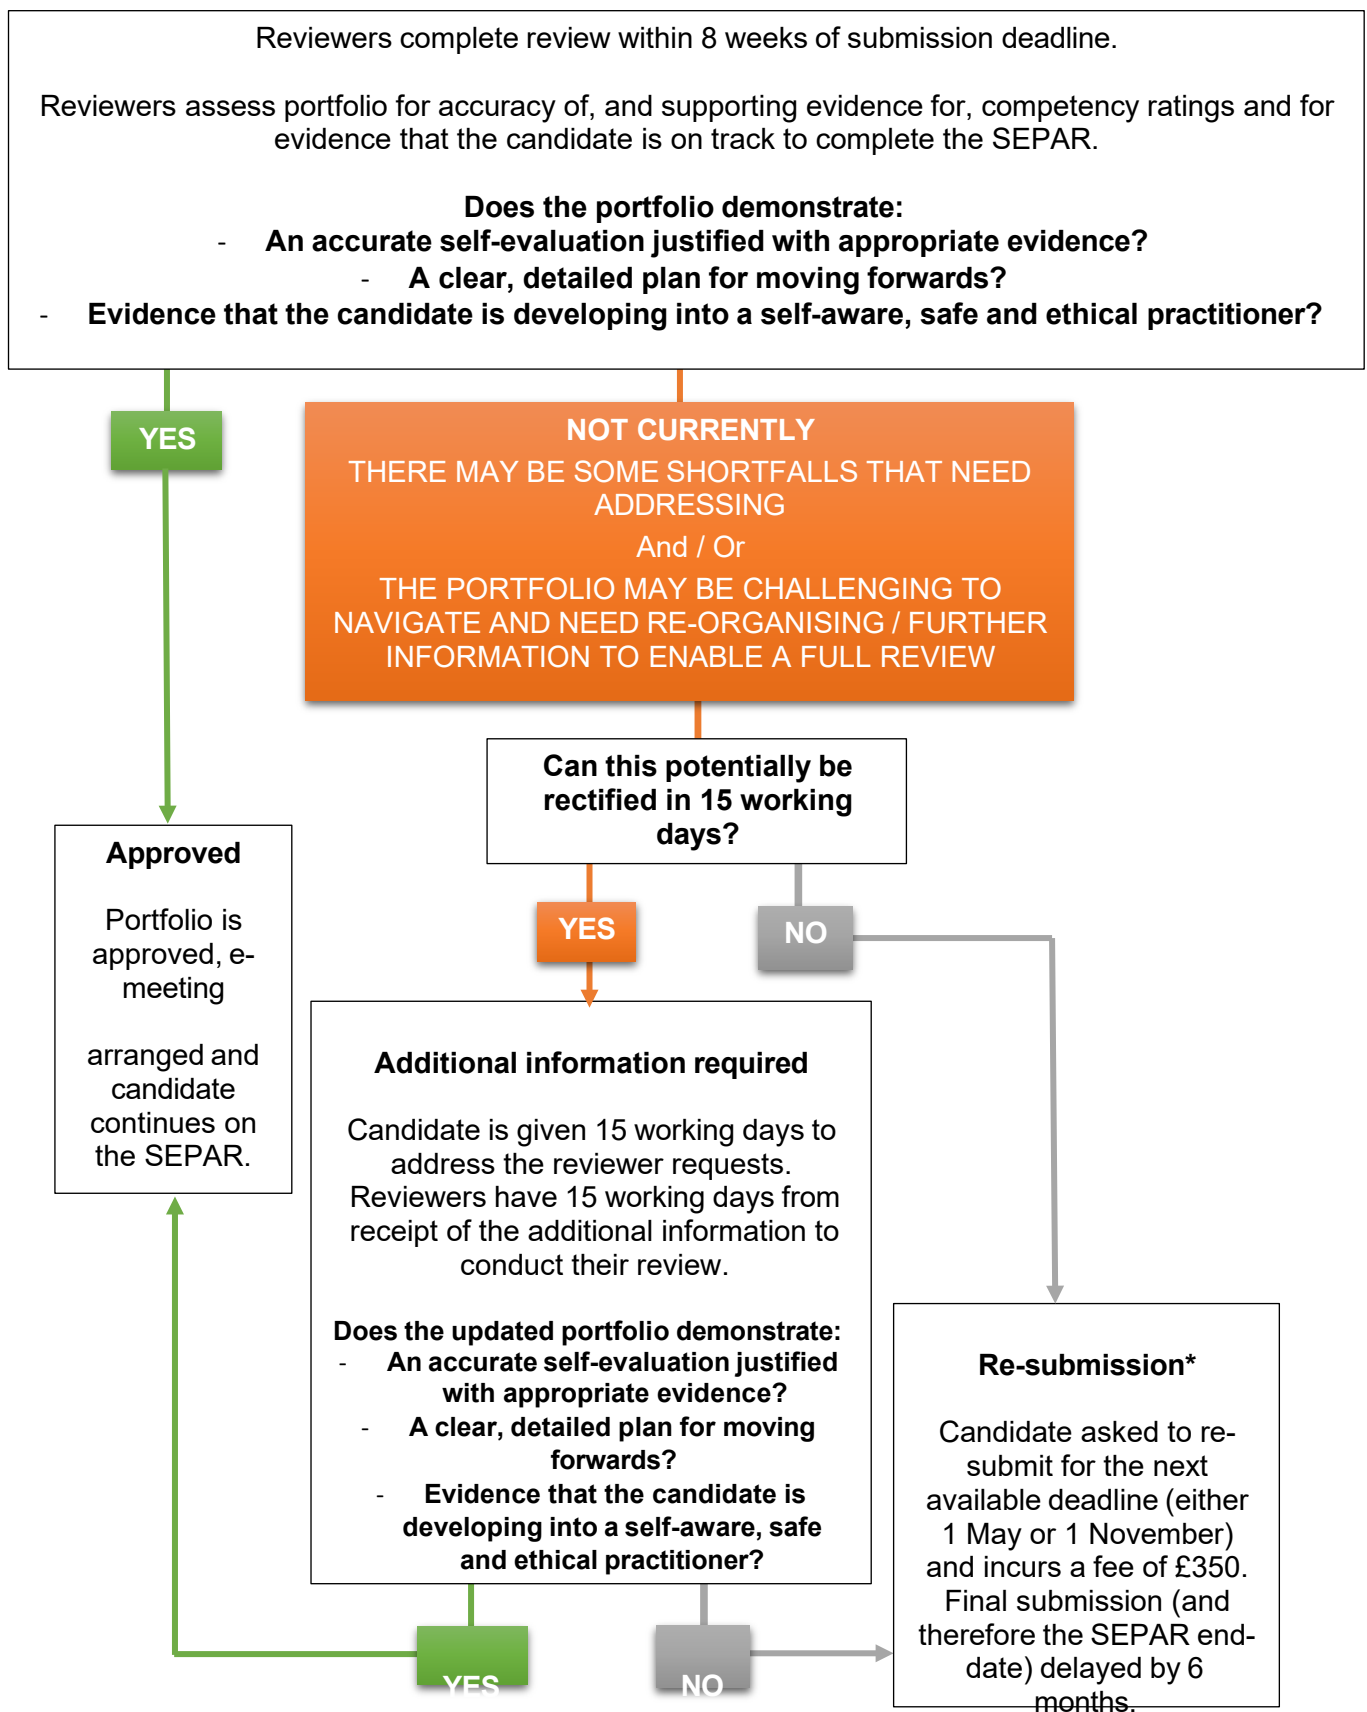 Reviewers complete review within 8 weeks of submission deadline.
Reviewers assess portfolio for accuracy of, and supporting evidence for, competency ratings and for
evidence that the candidate is on track to complete the SEPAR.
Does the portfolio demonstrate:
- An accurate self-evaluation justified with appropriate evidence?
- A clear, detailed plan for moving forwards?
- Evidence that the candidate is developing into a self-aware, safe and ethical practitioner?
YES
NOT CURRENTLY
THERE MAY BE SOME SHORTFALLS THAT NEED
ADDRESSING
And / Or
THE PORTFOLIO MAY BE CHALLENGING TO
NAVIGATE AND NEED RE-ORGANISING / FURTHER
INFORMATION TO ENABLE A FULL REVIEW
Can this potentially be
rectified in 15 working
days?
YES
NO
Approved
Portfolio is
approved, e-
meeting
arranged and
candidate
continues on
the SEPAR.
Additional information required
Candidate is given 15 working days to
address the reviewer requests.
Reviewers have 15 working days from
receipt of the additional information to
conduct their review.
Does the updated portfolio demonstrate:
- An accurate self-evaluation justified
with appropriate evidence?
- A clear, detailed plan for moving
forwards?
- Evidence that the candidate is
developing into a self-aware, safe
and ethical practitioner?
YES
NO
Re-submission*
Candidate asked to re-
submit for the next
available deadline (either
1 May or 1 November)
and incurs a fee of £350.
Final submission (and
therefore the SEPAR end-
date) delayed by 6
months.